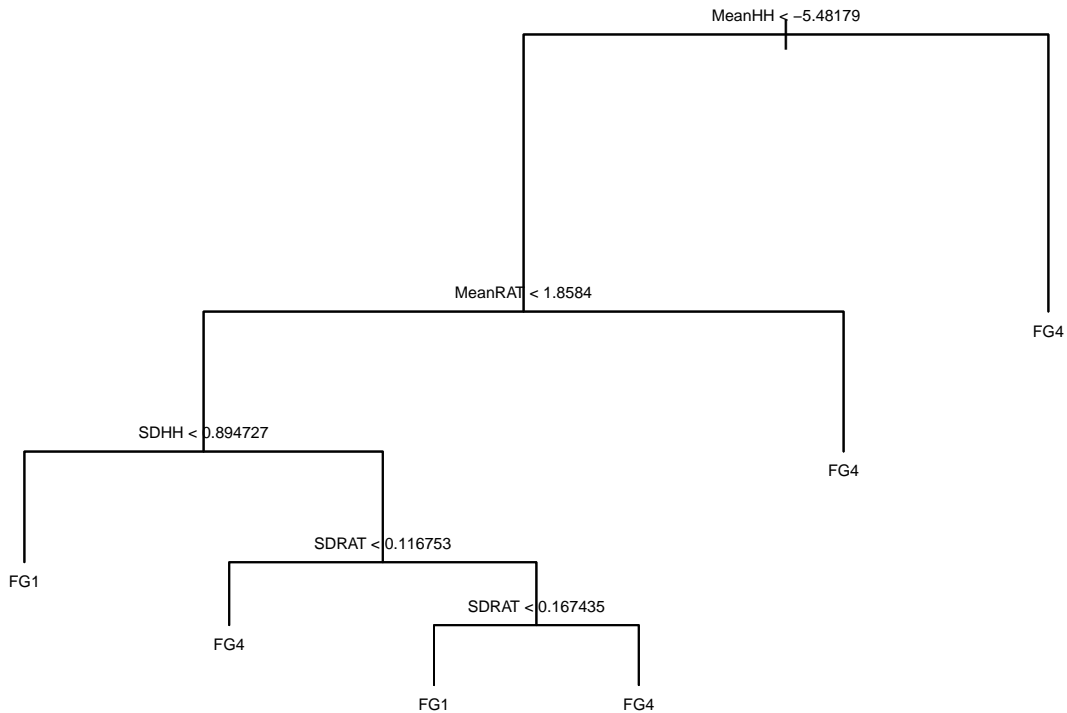 MeanHH < −5.48179
MeanRAT < 1.8584
FG4
SDHH < 0.894727
FG4
SDRAT < 0.116753
FG1
SDRAT < 0.167435
FG4
FG1
FG4